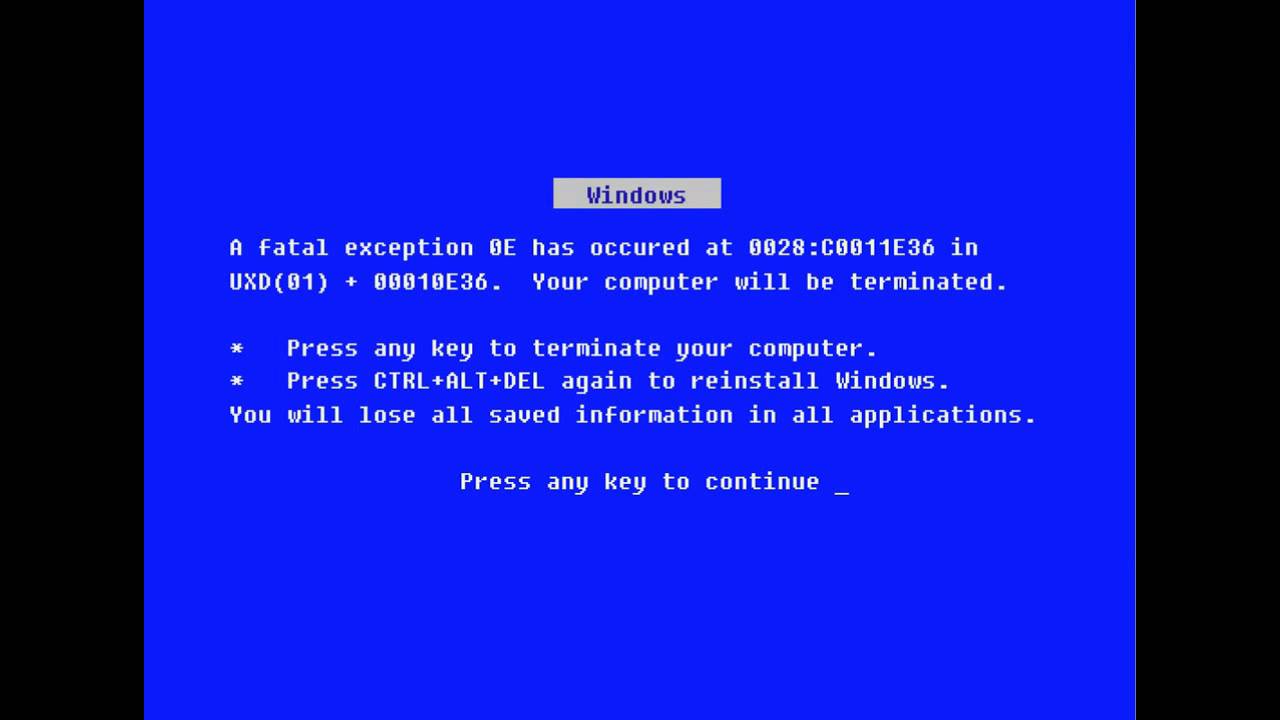 Windows
A fatal exception 0E has occured at 0028:C0011E36 in
UXD(01) + 00010E36.  Your computer will be terminated.
*   Press any key to terminate your computer.
*   Press CTRL+ALT+DEL again to reinstall Windows.
You will lose all saved information in all applications.
Press any key to continue _